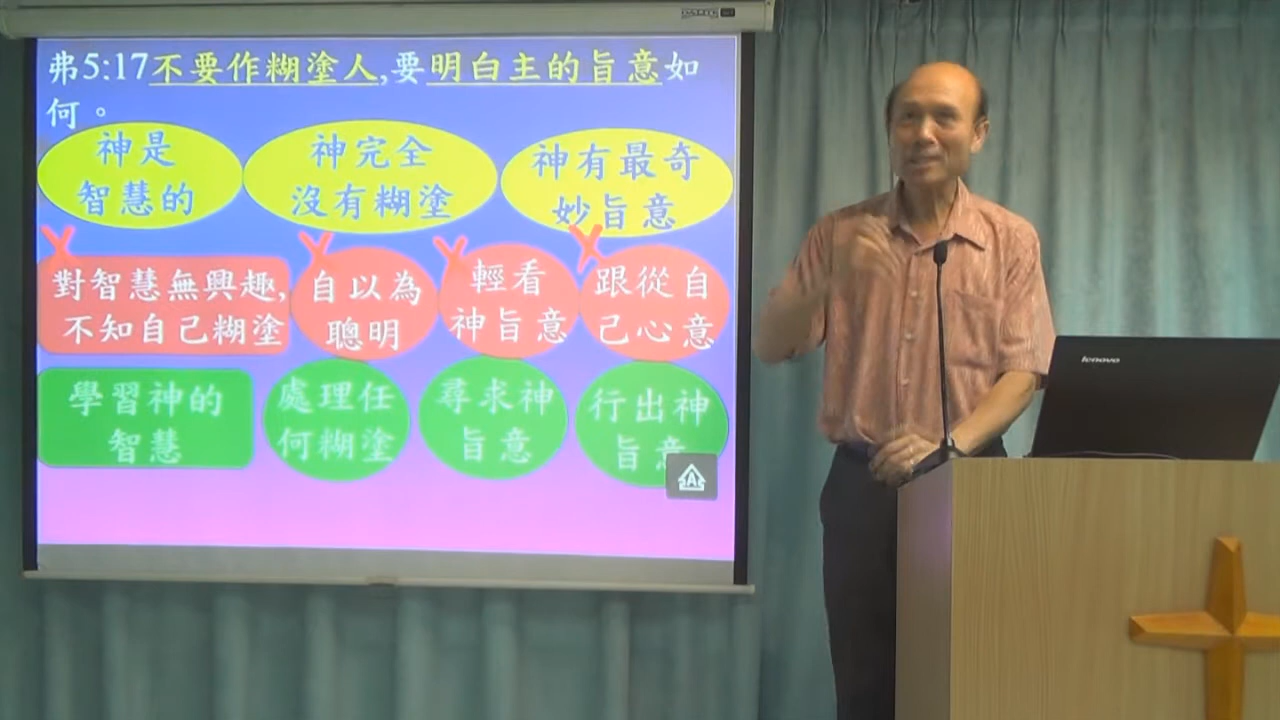 弗5:17不要作糊塗人,要明白主的旨意如
何。
神是
智慧的
神完全
沒有糊塗
神有最奇
妙旨意
對智慧無興趣,
不知自己糊塗
自以為
聰明
輕看
神旨意
跟從自
己心意
學習神的
智慧
處理任
何糊塗
尋求神
旨意
行出神
旨意
A
lenovo